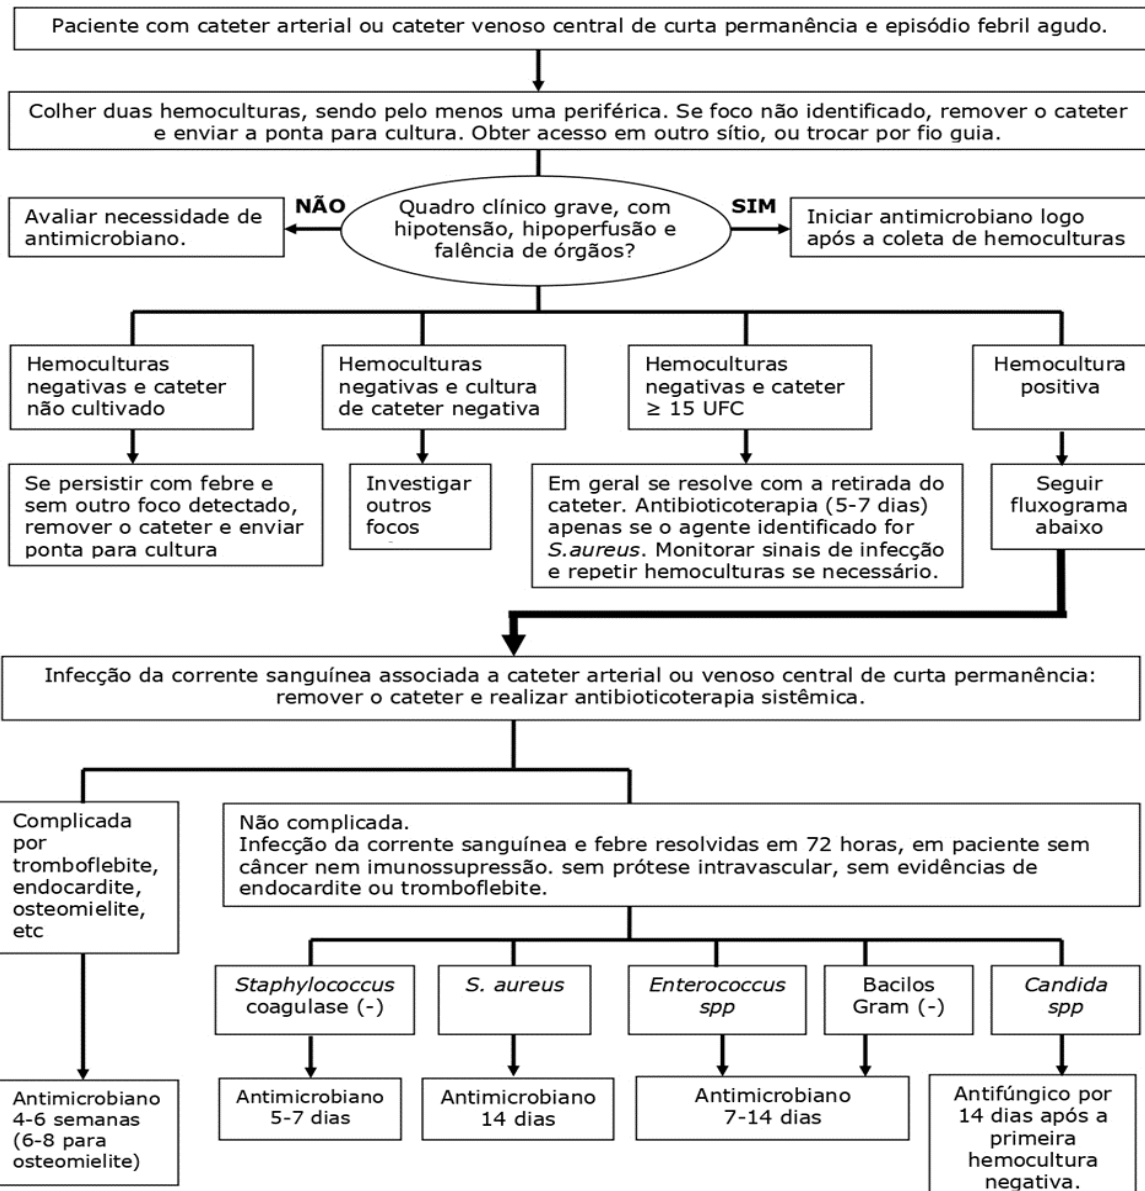 Paciente com cateter arterial ou cateter venoso central de curta permanência e episódio febril agudo.
Colher duas hemoculturas, sendo pelo menos uma periférica. Se foco não identificado, remover o cateter
e enviar a ponta para cultura. Obter acesso em outro sítio, ou trocar por fio guia.
Avaliar necessidade de
antimicrobiano.
NÃO
Quadro clínico grave, com
hipotensão, hipoperfusão e
falência de órgãos?
SIM
Iniciar antimicrobiano logo
após a coleta de hemoculturas
Hemoculturas
negativas e cateter
não cultivado
Hemoculturas
negativas e cultura
de cateter negativa
Hemoculturas
negativas e cateter
≥ 15 UFC
Hemocultura
positiva
Se persistir com febre e
sem outro foco detectado,
remover o cateter e enviar
ponta para cultura
Investigar
outros
focos
Em geral se resolve com a retirada do
cateter. Antibioticoterapia (5-7 dias)
apenas se o agente identificado for
S.aureus. Monitorar sinais de infecção
e repetir hemoculturas se necessário.
Seguir
fluxograma
abaixo
Infecção da corrente sanguínea associada a cateter arterial ou venoso central de curta permanência:
remover o cateter e realizar antibioticoterapia sistêmica.
Complicada
por
tromboflebite,
endocardite,
osteomielite,
etc
Não complicada.
Infecção da corrente sanguínea e febre resolvidas em 72 horas, em paciente sem
câncer nem imunossupressão. sem prótese intravascular, sem evidências de
endocardite ou tromboflebite.
Staphylococcus
coagulase (-)
S. aureus
Enterococcus
spp
Bacilos
Gram (-)
Candida
spp
Antimicrobiano
4-6 semanas
(6-8 para
osteomielite)
Antimicrobiano
5-7 dias
Antimicrobiano
14 dias
Antimicrobiano
7-14 dias
Antifúngico por
14 dias após a
primeira
hemocultura
negativa.